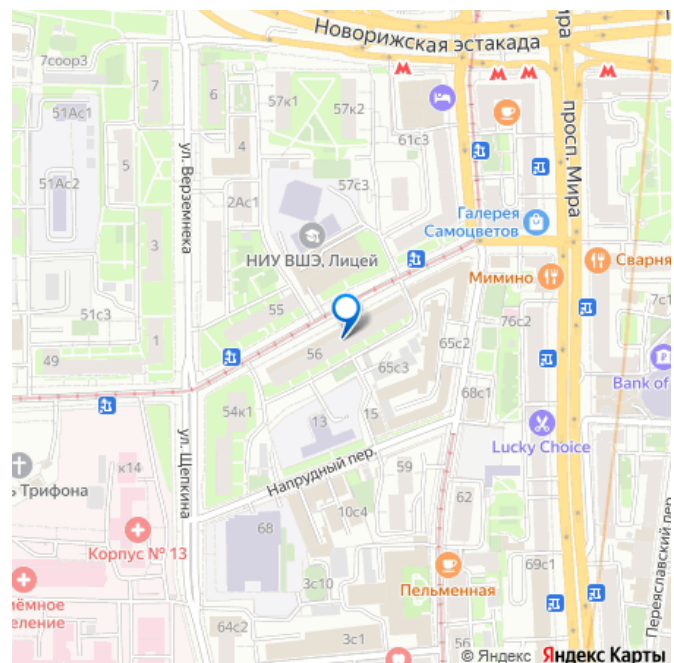 Новорижская эстакада
7соор3
51Ас1
7
6
57к1
57к2
61с3
просп. Мира
ул. Верземнека
4
5
51Ас2
2Ас1
57с3
Галерея
Самоцветов
НИУ ВШЭ, Лицей
3
Сварня
Мимино
7с1
51с3
55
76с2
1
49
56
65с2
65с3
Bank of
54к1
68с1
13
15
Lucky Choice
ул. Щепкина
Трифона
к14
Напрудный пер.
59
62
10с4
Корпус № 13
68
Переяславский пер.
69с1
3с10
Пельменная
64с2
3с1
56
© Яндекс Яндекс Карты